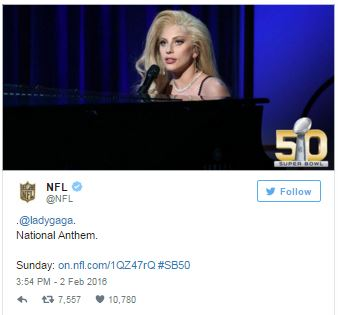 50
SUPER BOWL
NFL
NFL
@NFL
Follow
.@ladygaga.
National Anthem.
Sunday: on.nfl.com/1QZ47rQ #SB50
3:54 PM - 2 Feb 2016
7,557 10,780